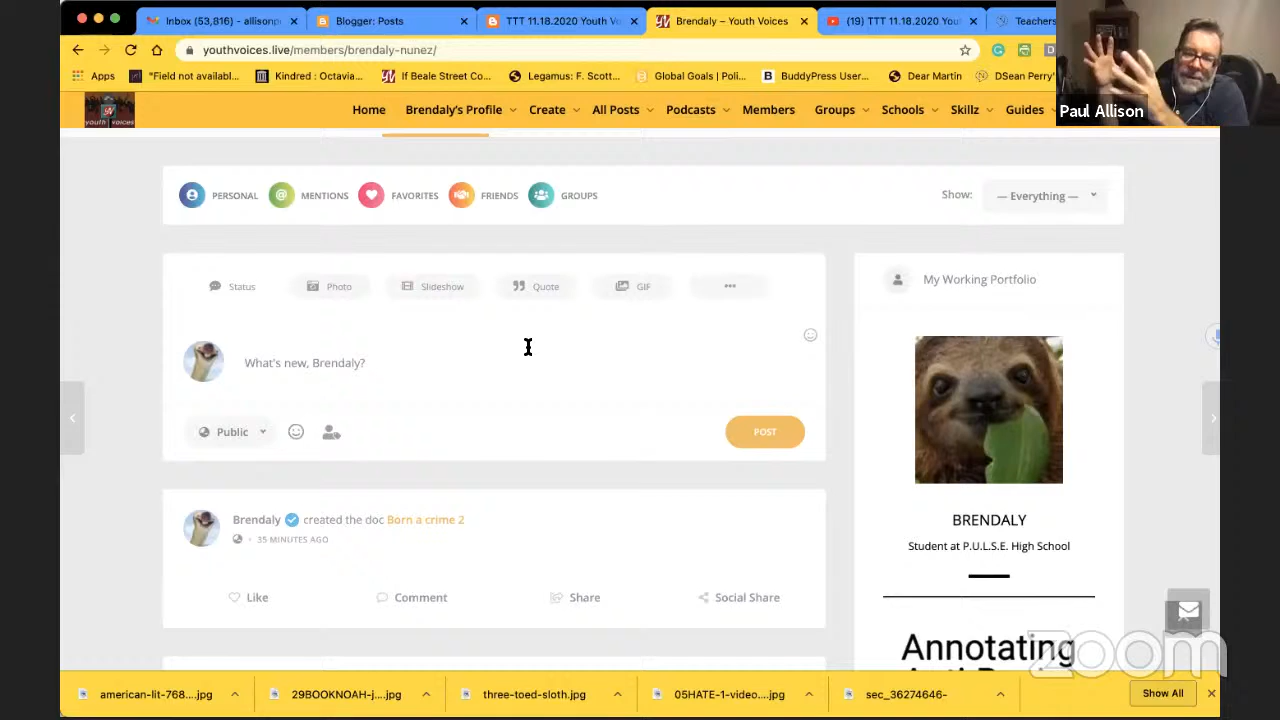 Inbox (53,816) - allisonp
Blogger: Posts
TTT 11.18.2020 Youth V
Brendaly – Youth Voices
(19) TTT 11.18.2020 You
Teachers
youthvoices.live/members/brendaly-nunez/
Apps
"Field not availabl...
Kindred : Octavia...
If Beale Street Co...
Legamus: F. Scott...
Global Goals | Poli...
BuddyPress User...
Dear Martin
DSean Perry'
Paul Allison
youth voices
Home
Brendaly's Profile
Create
All Posts
Podcasts
Members
Groups
Schools
Skillz
Guides
PERSONAL
MENTIONS
FAVORITES
FRIENDS
GROUPS
Show:
— Everything —
Status
Photo
Slideshow
Quote
GIF
My Working Portfolio
What's new, Brendaly?
Public
POST
BRENDALY
Student at P.U.L.S.E. High School
Brendaly created the doc Born a crime 2
35 MINUTES AGO
Like
Comment
Share
Social Share
Annotating
zoom
american-lit-768....jpg
29BOOKNOAH-j....jpg
three-toed-sloth.jpg
05HATE-1-video....jpg
sec_36274646-
Show All